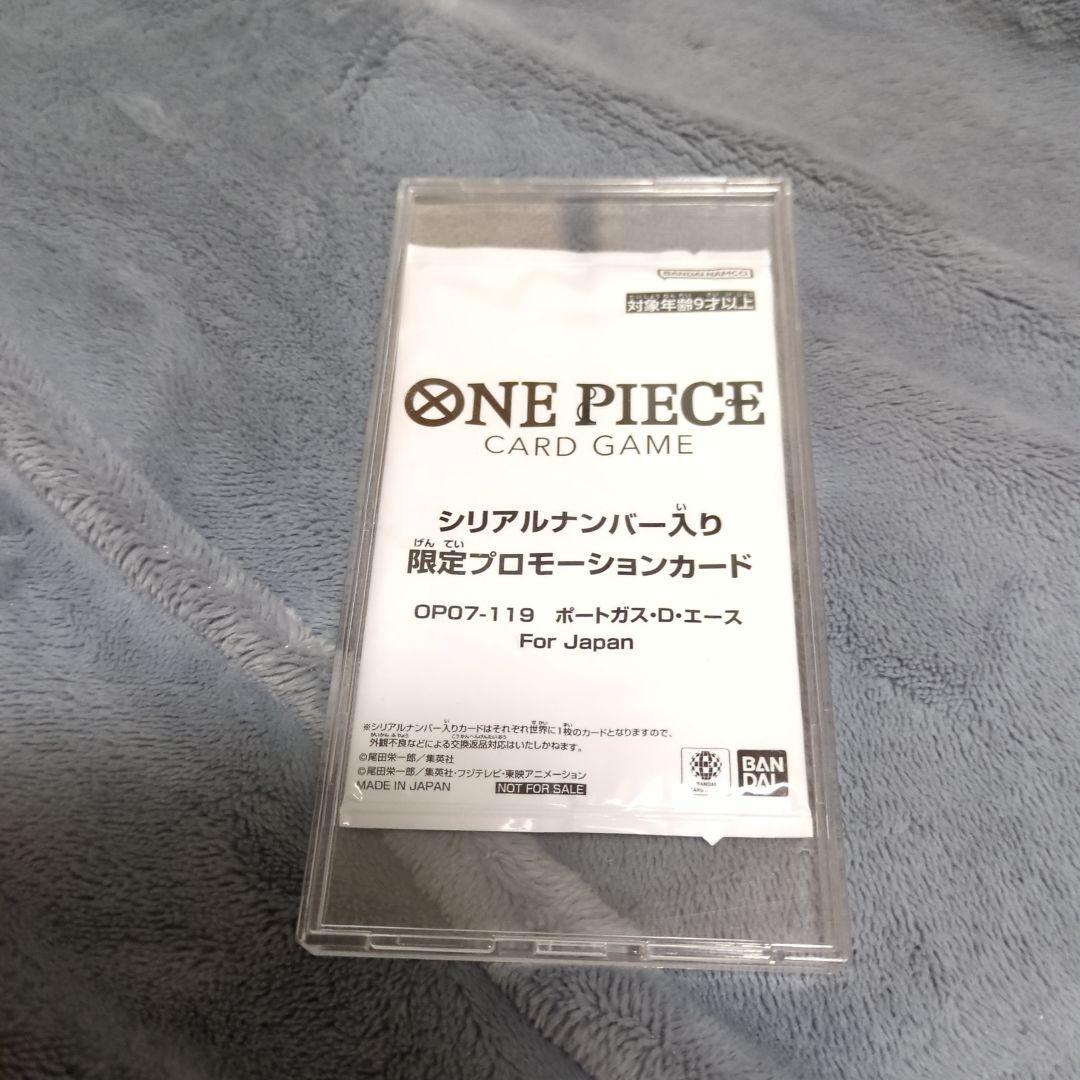 BANDAI NAMCO
対象年齢9才以上
ONE PIECE
CARD GAME
シリアルナンバー入り
限定プロモーションカード
OP07-119 ポートガス・D・エース
For Japan
※シリアルナンバー入りカードはそれぞれ世界に1枚のカードとなりますので、
外観不良などによる交換返品対応はいたしかねます。
©尾田栄一郎／集英社
©尾田栄一郎／集英社・フジテレビ・東映アニメーション
MADE IN JAPAN NOT FOR SALE
BANDAI
BAN
DAI